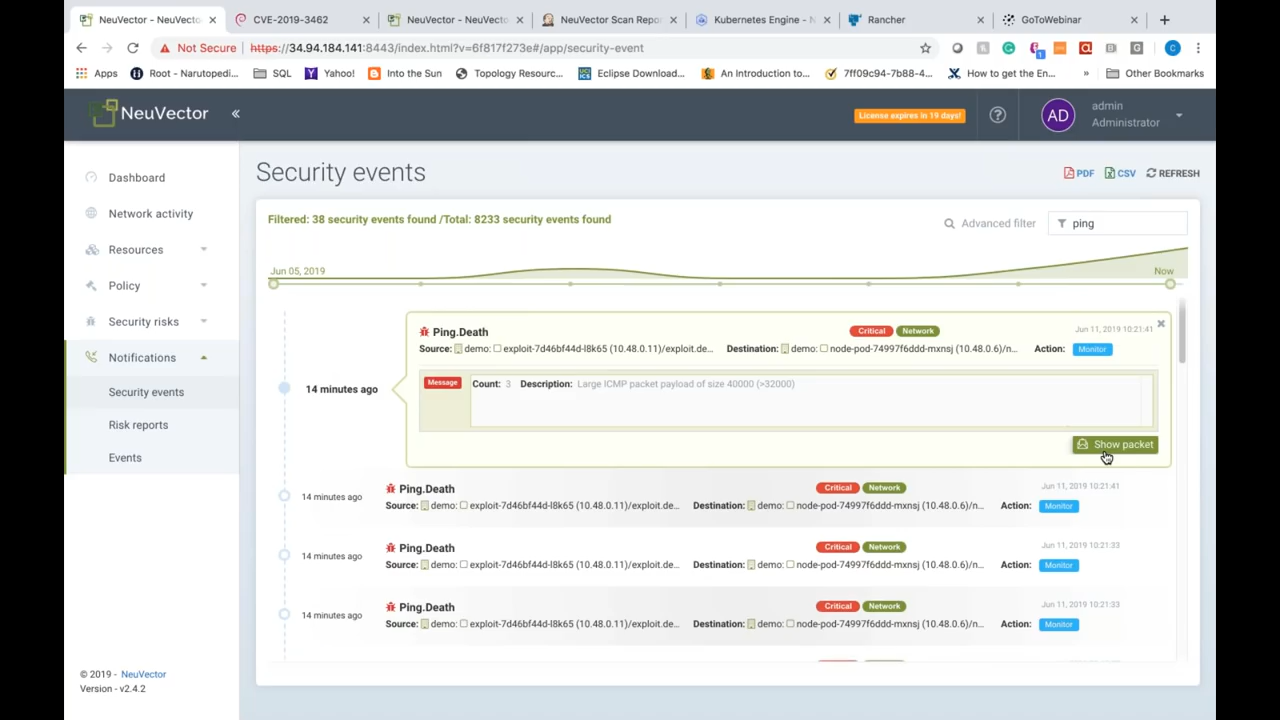 NeuVector - NeuVecto
CVE-2019-3462
NeuVector - NeuVecto
NeuVector Scan Repor
Kubernetes Engine - N
Rancher
GoToWebinar
Not Secure https://34.94.184.141:8443/index.html?v=6f817f273e#/app/security-event
Apps Root - Narutopedi... SQL Yahoo! Into the Sun Topology Resourc... Eclipse Download... An Introduction to... 7ff09c94-7b88-4... How to get the En... » Other Bookmarks
NeuVector «
License expires in 19 days!
?
AD
admin
Administrator
Dashboard
Network activity
Resources
Policy
Security risks
Notifications
Security events
Risk reports
Events
© 2019 - NeuVector
Version - v2.4.2
Security events
PDF CSV REFRESH
Filtered: 38 security events found /Total: 8233 security events found
Advanced filter
ping
Jun 05, 2019
Now
14 minutes ago
Ping.Death Critical Network Jun 11, 2019 10:21:41
Source: demo: exploit-7d46bf44d-l8k65 (10.48.0.11)/exploit.de... Destination: demo: node-pod-74997f6ddd-mxnsj (10.48.0.6)/n... Action: Monitor
Message Count: 3 Description: Large ICMP packet payload of size 40000 (>32000)
Show packet
14 minutes ago
Ping.Death Critical Network Jun 11, 2019 10:21:41
Source: demo: exploit-7d46bf44d-l8k65 (10.48.0.11)/exploit.de... Destination: demo: node-pod-74997f6ddd-mxnsj (10.48.0.6)/n... Action: Monitor
14 minutes ago
Ping.Death Critical Network Jun 11, 2019 10:21:33
Source: demo: exploit-7d46bf44d-l8k65 (10.48.0.11)/exploit.de... Destination: demo: node-pod-74997f6ddd-mxnsj (10.48.0.6)/n... Action: Monitor
14 minutes ago
Ping.Death Critical Network Jun 11, 2019 10:21:33
Source: demo: exploit-7d46bf44d-l8k65 (10.48.0.11)/exploit.de... Destination: demo: node-pod-74997f6ddd-mxnsj (10.48.0.6)/n... Action: Monitor